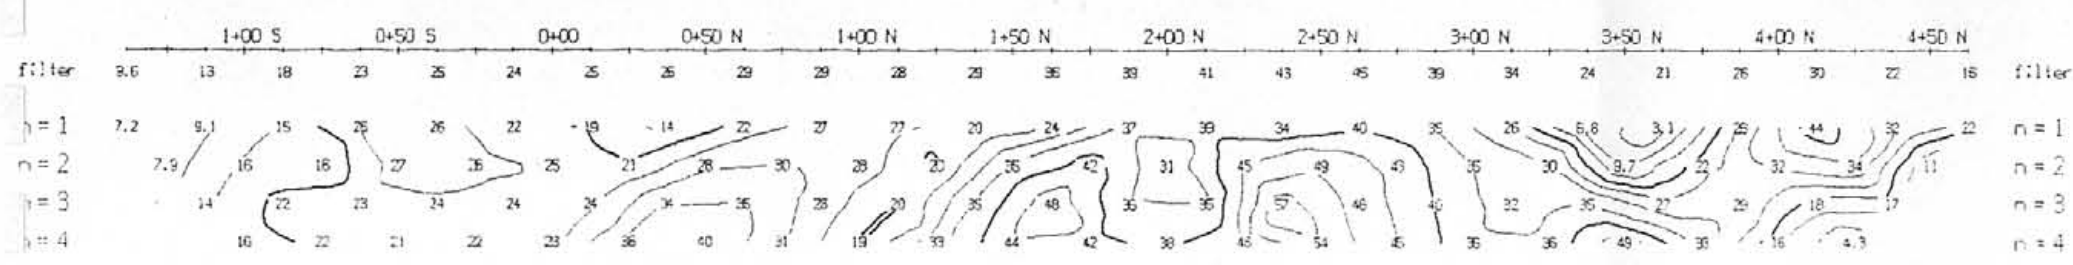 1+00 S 0+50 S 0+00 0+50 N 1+00 N 1+50 N 2+00 N 2+50 N 3+00 N 3+50 N 4+00 N 4+50 N
filter 9.6 13 18 23 25 24 25 26 29 29 28 29 36 39 41 43 45 39 34 24 21 26 30 22 16 filter
n = 1 7.2 9.1 15 26 26 22 19 14 22 27 27 20 24 37 39 34 40 35 26 6.8 3.1 25 44 32 22 n = 1
n = 2 7.9 16 16 27 26 25 21 28 30 28 20 36 42 31 45 49 43 35 30 9.7 22 32 34 11 n = 2
n = 3 14 22 23 24 24 24 34 35 28 20 35 48 36 35 57 46 40 32 35 27 29 18 17 n = 3
n = 4 16 22 21 22 23 36 40 31 19 33 44 42 38 45 54 45 35 36 49 39 16 4.3 n = 4